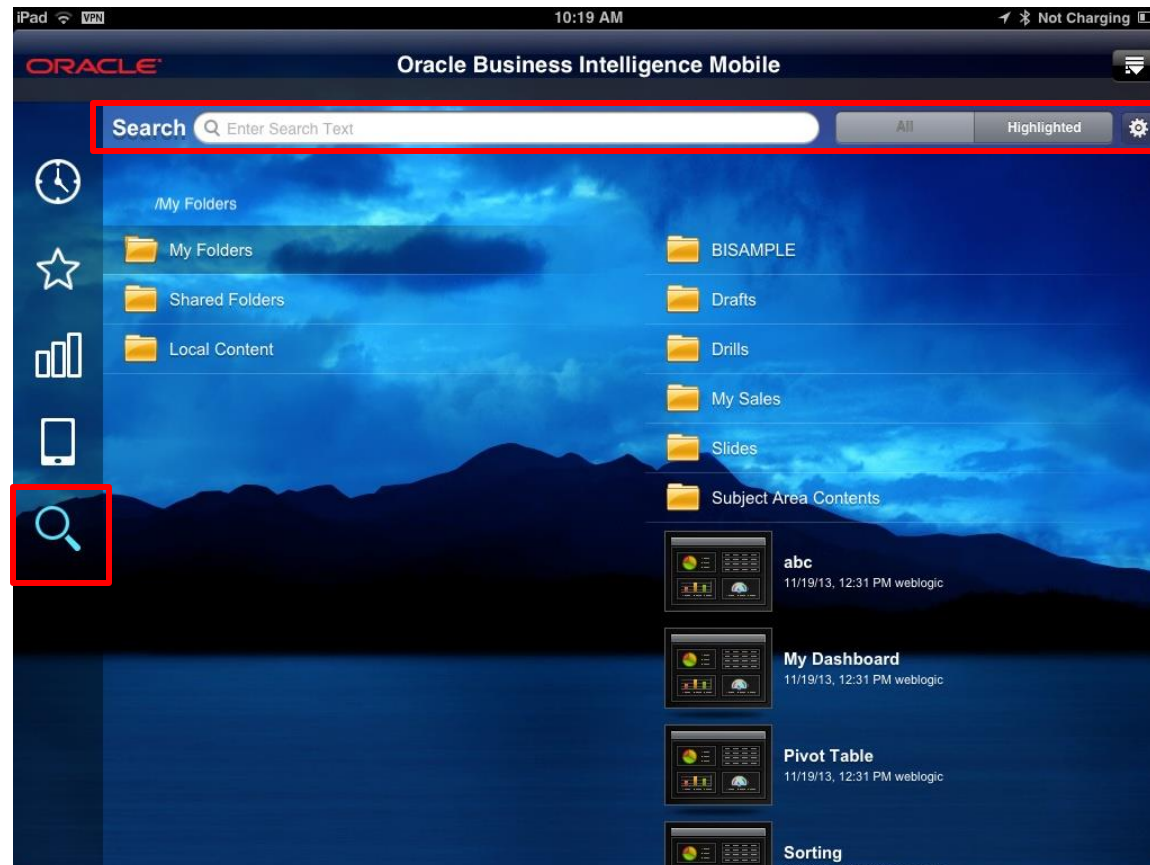 iPad VPN 10:19 AM Not Charging
ORACLE Oracle Business Intelligence Mobile
Search Enter Search Text All Highlighted
/My Folders
My Folders
Shared Folders
Local Content
BISAMPLE
Drafts
Drills
My Sales
Slides
Subject Area Contents
abc
11/19/13, 12:31 PM weblogic
My Dashboard
11/19/13, 12:31 PM weblogic
Pivot Table
11/19/13, 12:31 PM weblogic
Sorting